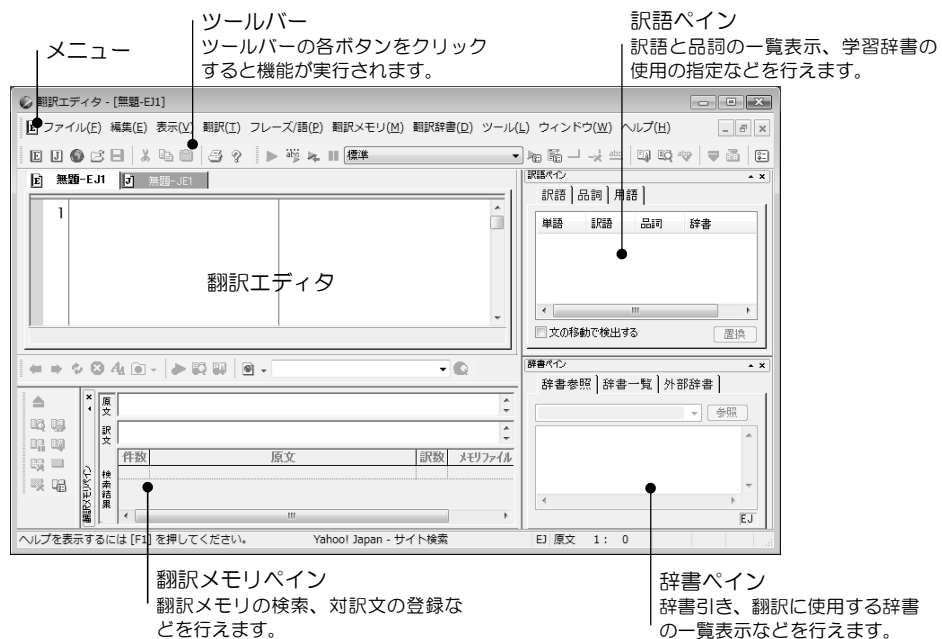 メニュー
ツールバー
ツールバーの各ボタンをクリック
すると機能が実行されます。
訳語ペイン
訳語と品詞の一覧表示、学習辞書の
使用の指定などを行えます。
翻訳エディタ - [無題-EJ1]
ファイル(F) 編集(E) 表示(V) 翻訳(T) フレーズ/語(P) 翻訳メモリ(M) 翻訳辞書(D) ツール(L) ウィンドウ(W) ヘルプ(H)
標準
E 無題-EJ1 J 無題-JE1
1
翻訳エディタ
訳語ペイン
訳語 品詞 用語
単語 訳語 品詞 辞書
文の移動で検出する 置換
辞書ペイン
辞書参照 辞書一覧 外部辞書
参照
EJ
翻訳メモリペイン
原文
訳文
検索結果
件数 原文 訳数 メモリファイル
ヘルプを表示するには [F1] を押してください。 Yahoo! Japan - サイト検索 EJ 原文 1: 0
翻訳メモリペイン
翻訳メモリの検索、対訳文の登録な
どを行えます。
辞書ペイン
辞書引き、翻訳に使用する辞書
の一覧表示などを行えます。